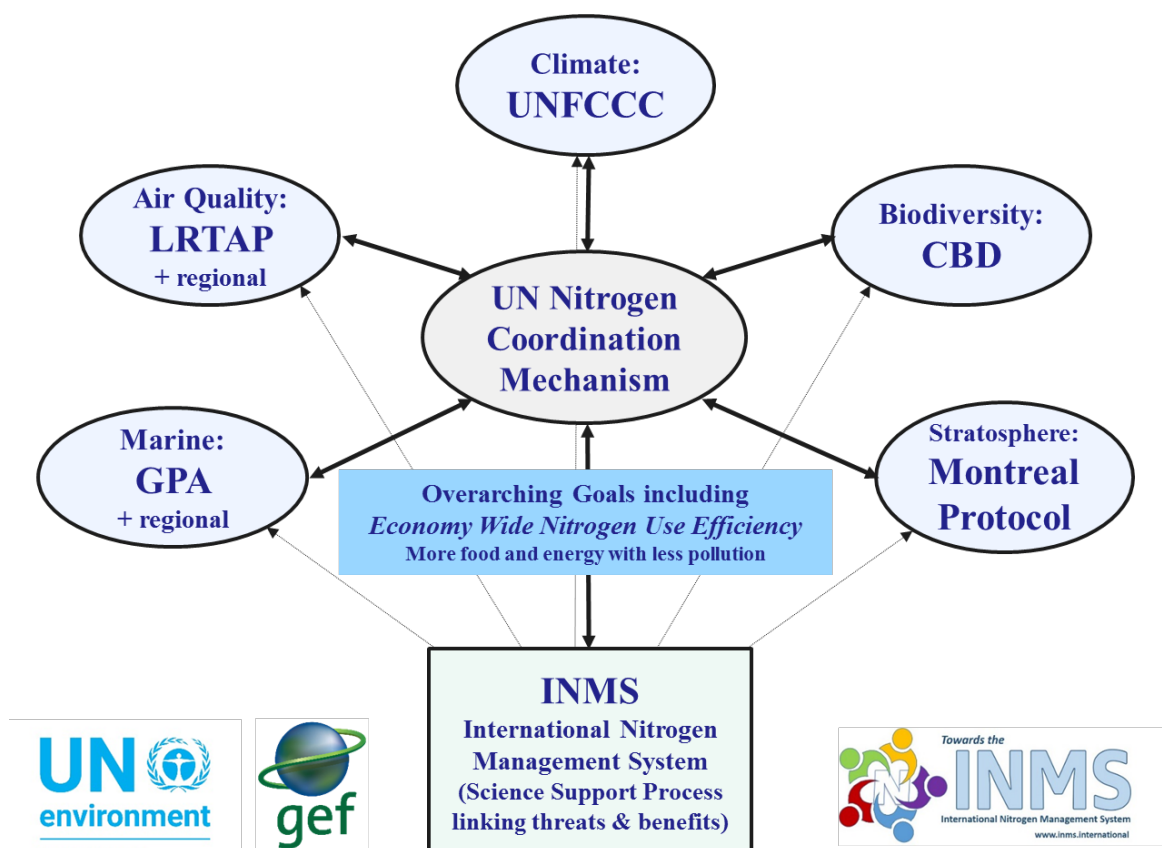 Climate:
UNFCCC
Air Quality:
LRTAP
+ regional
Biodiversity:
CBD
UN Nitrogen
Coordination
Mechanism
Marine:
GPA
+ regional
Stratosphere:
Montreal
Protocol
Overarching Goals including
Economy Wide Nitrogen Use Efficiency
More food and energy with less pollution
INMS
International Nitrogen
Management System
(Science Support Process
linking threats & benefits)
UN
environment
gef
Towards the
N
INMS
International Nitrogen Management System
www.inms.international